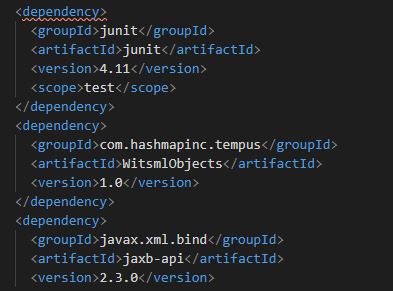 <dependency>
<groupId>junit</groupId>
<artifactId>junit</artifactId>
<version>4.11</version>
<scope>test</scope>
</dependency>
<dependency>
<groupId>com.hashmapinc.tempus</groupId>
<artifactId>WitsmlObjects</artifactId>
<version>1.0</version>
</dependency>
<dependency>
<groupId>javax.xml.bind</groupId>
<artifactId>jaxb-api</artifactId>
<version>2.3.0</version>